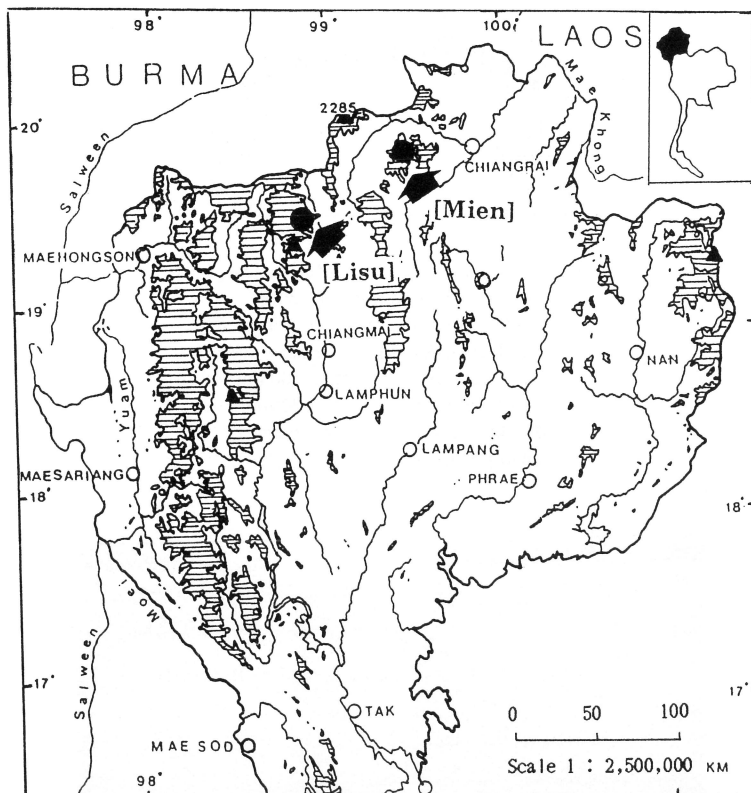 98°
99°
100°
LAOS
BURMA
Mae Khong
2285
20°
CHIANGRAI
Salween
[Mien]
MAEHONGSON
[Lisu]
19°
CHIANGMAI
NAN
LAMPHUN
Yuam
LAMPANG
MAESARIANG
PHRAE
18°
18°
Moei
Salween
17°
17°
TAK
0 50 100
MAE SOD
Scale 1 : 2,500,000 KM
98°